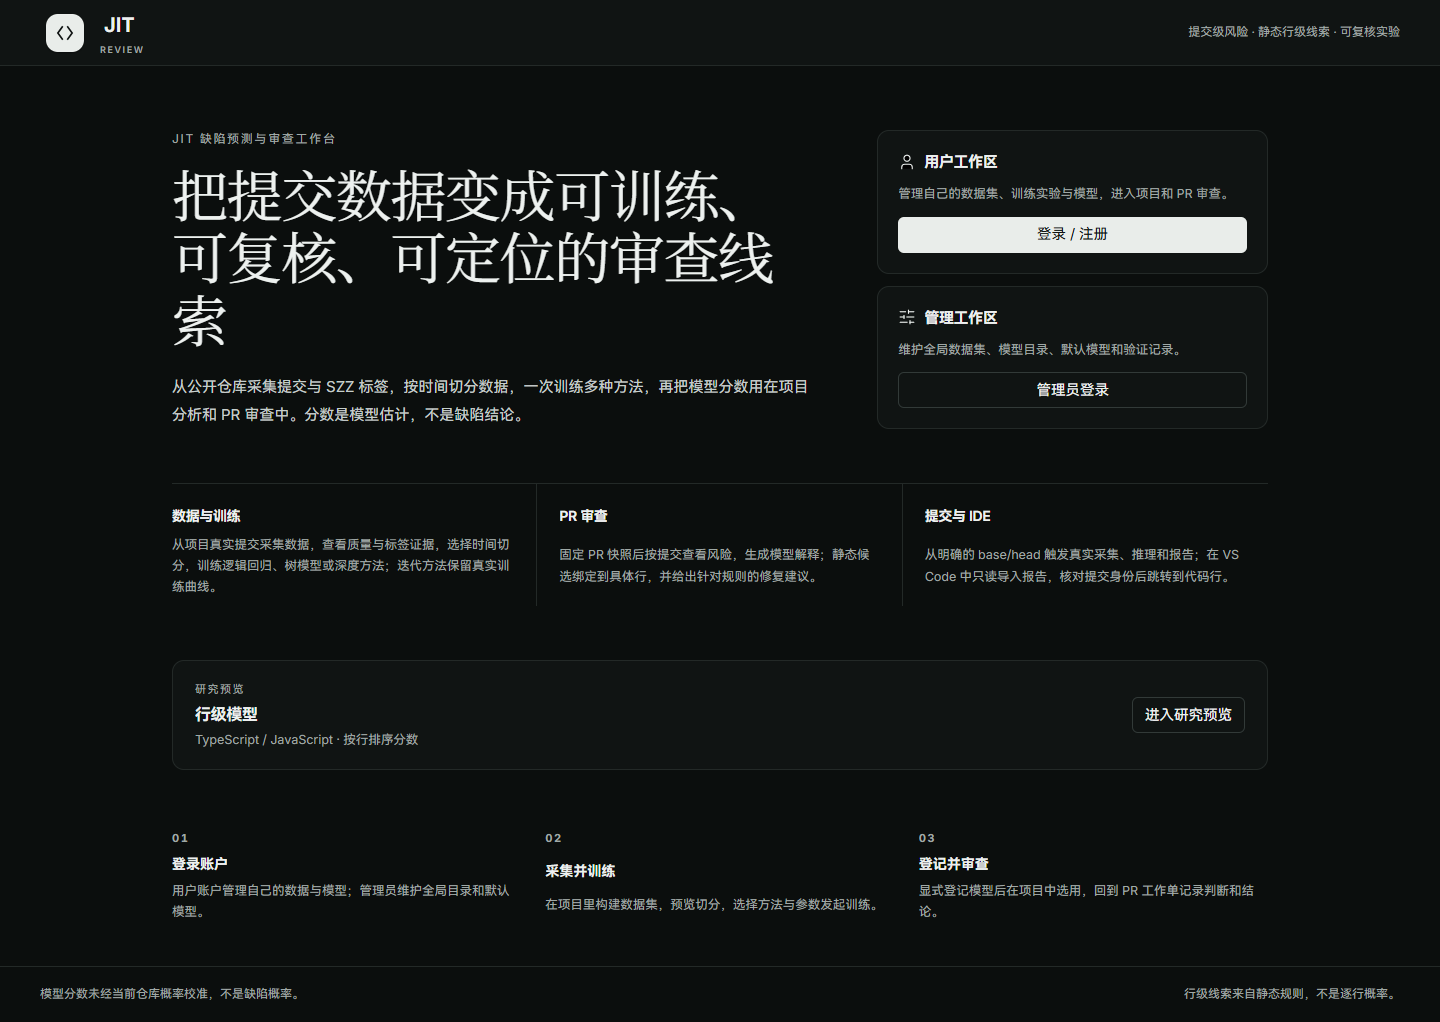 JIT
REVIEW
提交级风险 · 静态行级线索 · 可复核实验
JIT 缺陷预测与审查工作台
把提交数据变成可训练、
可复核、可定位的审查线
索
从公开仓库采集提交与 SZZ 标签，按时间切分数据，一次训练多种方法，再把模型分数用在项目
分析和 PR 审查中。分数是模型估计，不是缺陷结论。
用户工作区
管理自己的数据集、训练实验与模型，进入项目和 PR 审查。
登录 / 注册
管理工作区
维护全局数据集、模型目录、默认模型和验证记录。
管理员登录
数据与训练
从项目真实提交采集数据，查看质量与标签证据，选择时间切
分，训练逻辑回归、树模型或深度方法；迭代方法保留真实训
练曲线。
PR 审查
固定 PR 快照后按提交查看风险，生成模型解释；静态候
选绑定到具体行，并给出针对规则的修复建议。
提交与 IDE
从明确的 base/head 触发真实采集、推理和报告；在 VS
Code 中只读导入报告，核对提交身份后跳转到代码行。
研究预览
行级模型
TypeScript / JavaScript · 按行排序分数
进入研究预览
01
登录账户
用户账户管理自己的数据与模型；管理员维护全局目录和默认
模型。
02
采集并训练
在项目里构建数据集，预览切分，选择方法与参数发起训练。
03
登记并审查
显式登记模型后在项目中选用，回到 PR 工作单记录判断和结
论。
模型分数未经当前仓库概率校准，不是缺陷概率。
行级线索来自静态规则，不是逐行概率。